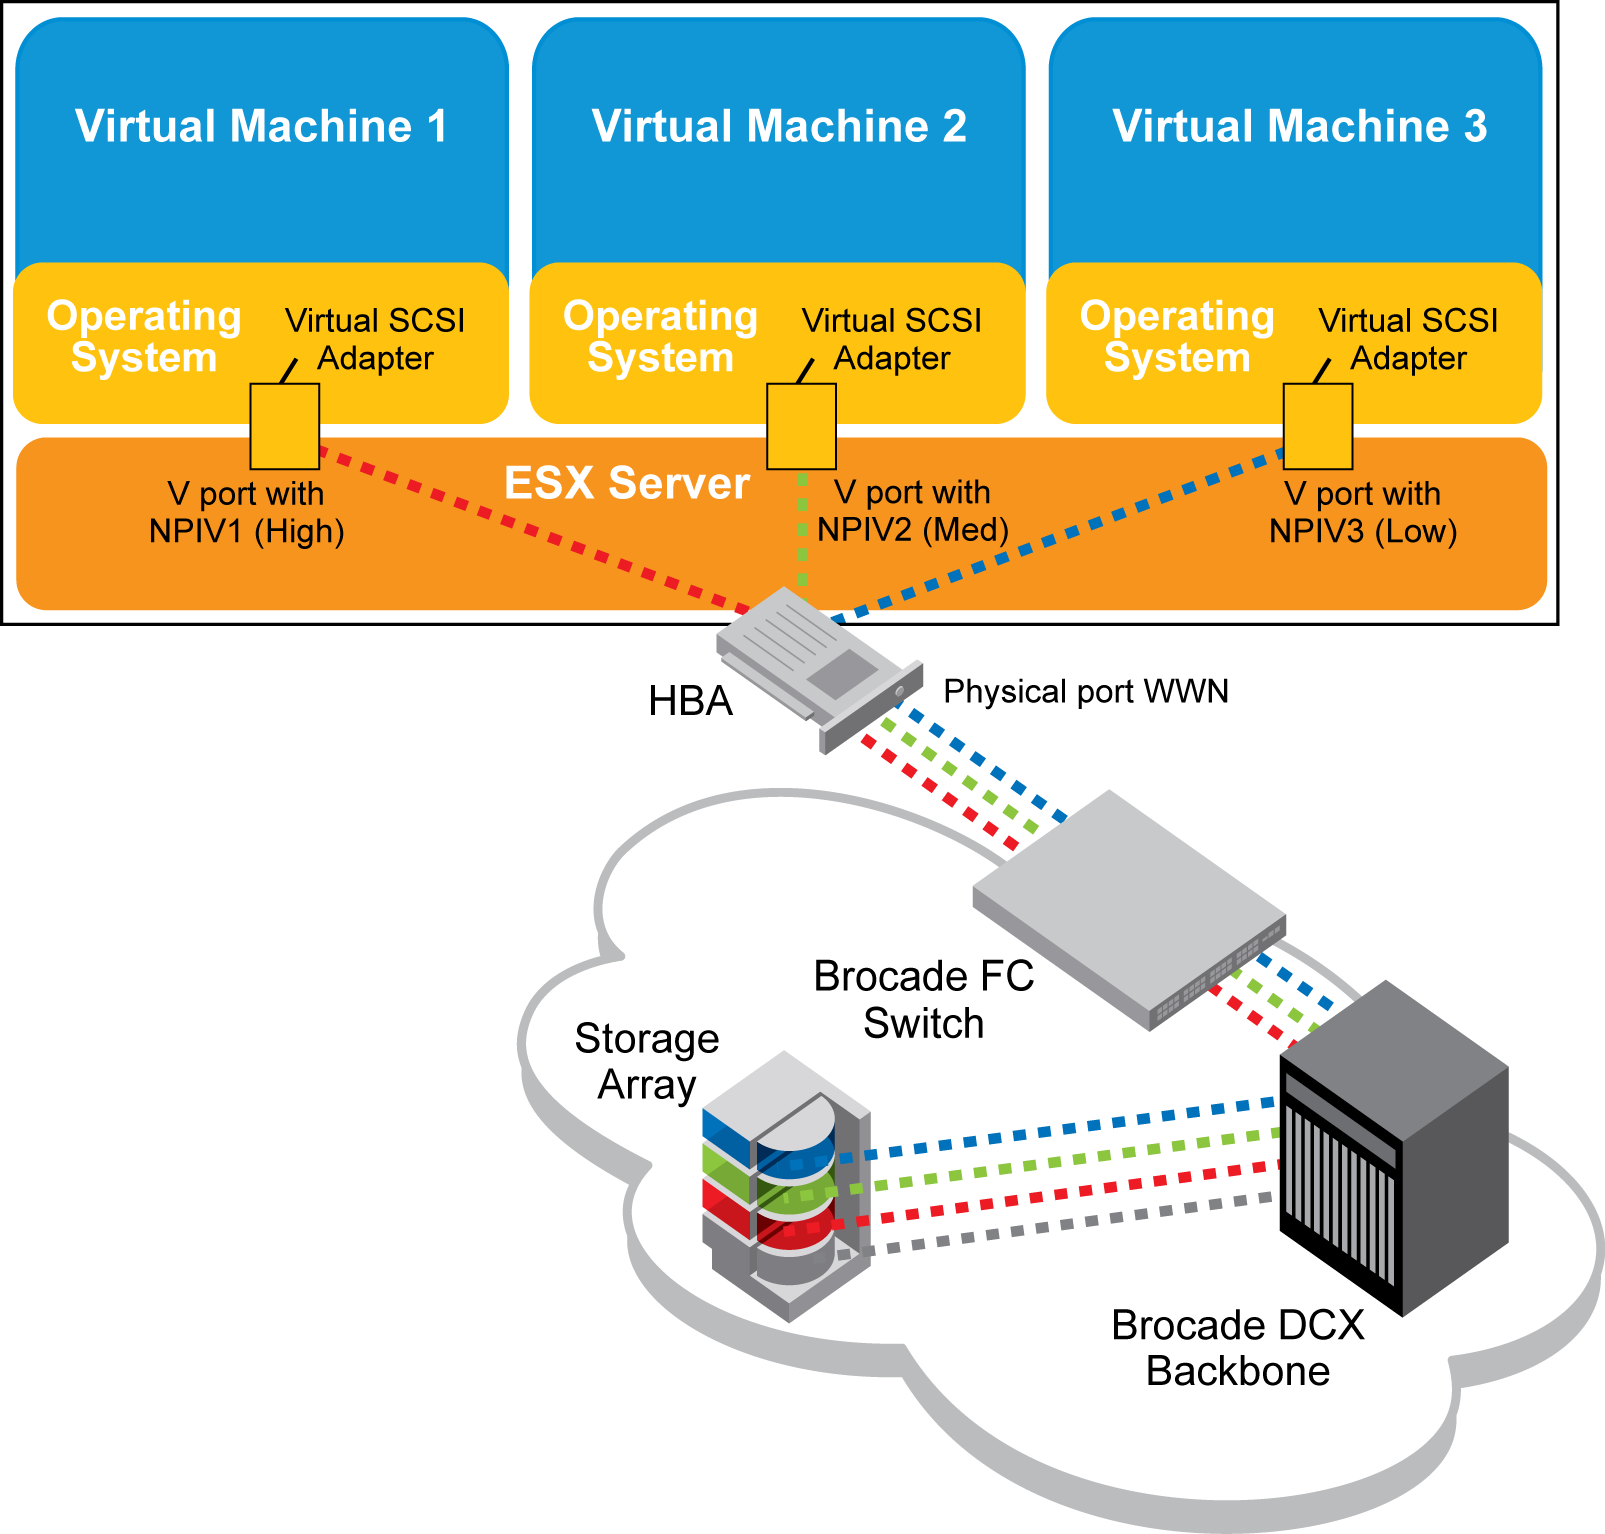 Virtual Machine 1
Virtual Machine 2
Virtual Machine 3
Operating
System
Virtual SCSI
Adapter
Operating
System
Virtual SCSI
Adapter
Operating
System
Virtual SCSI
Adapter
ESX Server
V port with
NPIV1 (High)
V port with
NPIV2 (Med)
V port with
NPIV3 (Low)
HBA
Physical port WWN
Brocade FC
Switch
Storage
Array
Brocade DCX
Backbone